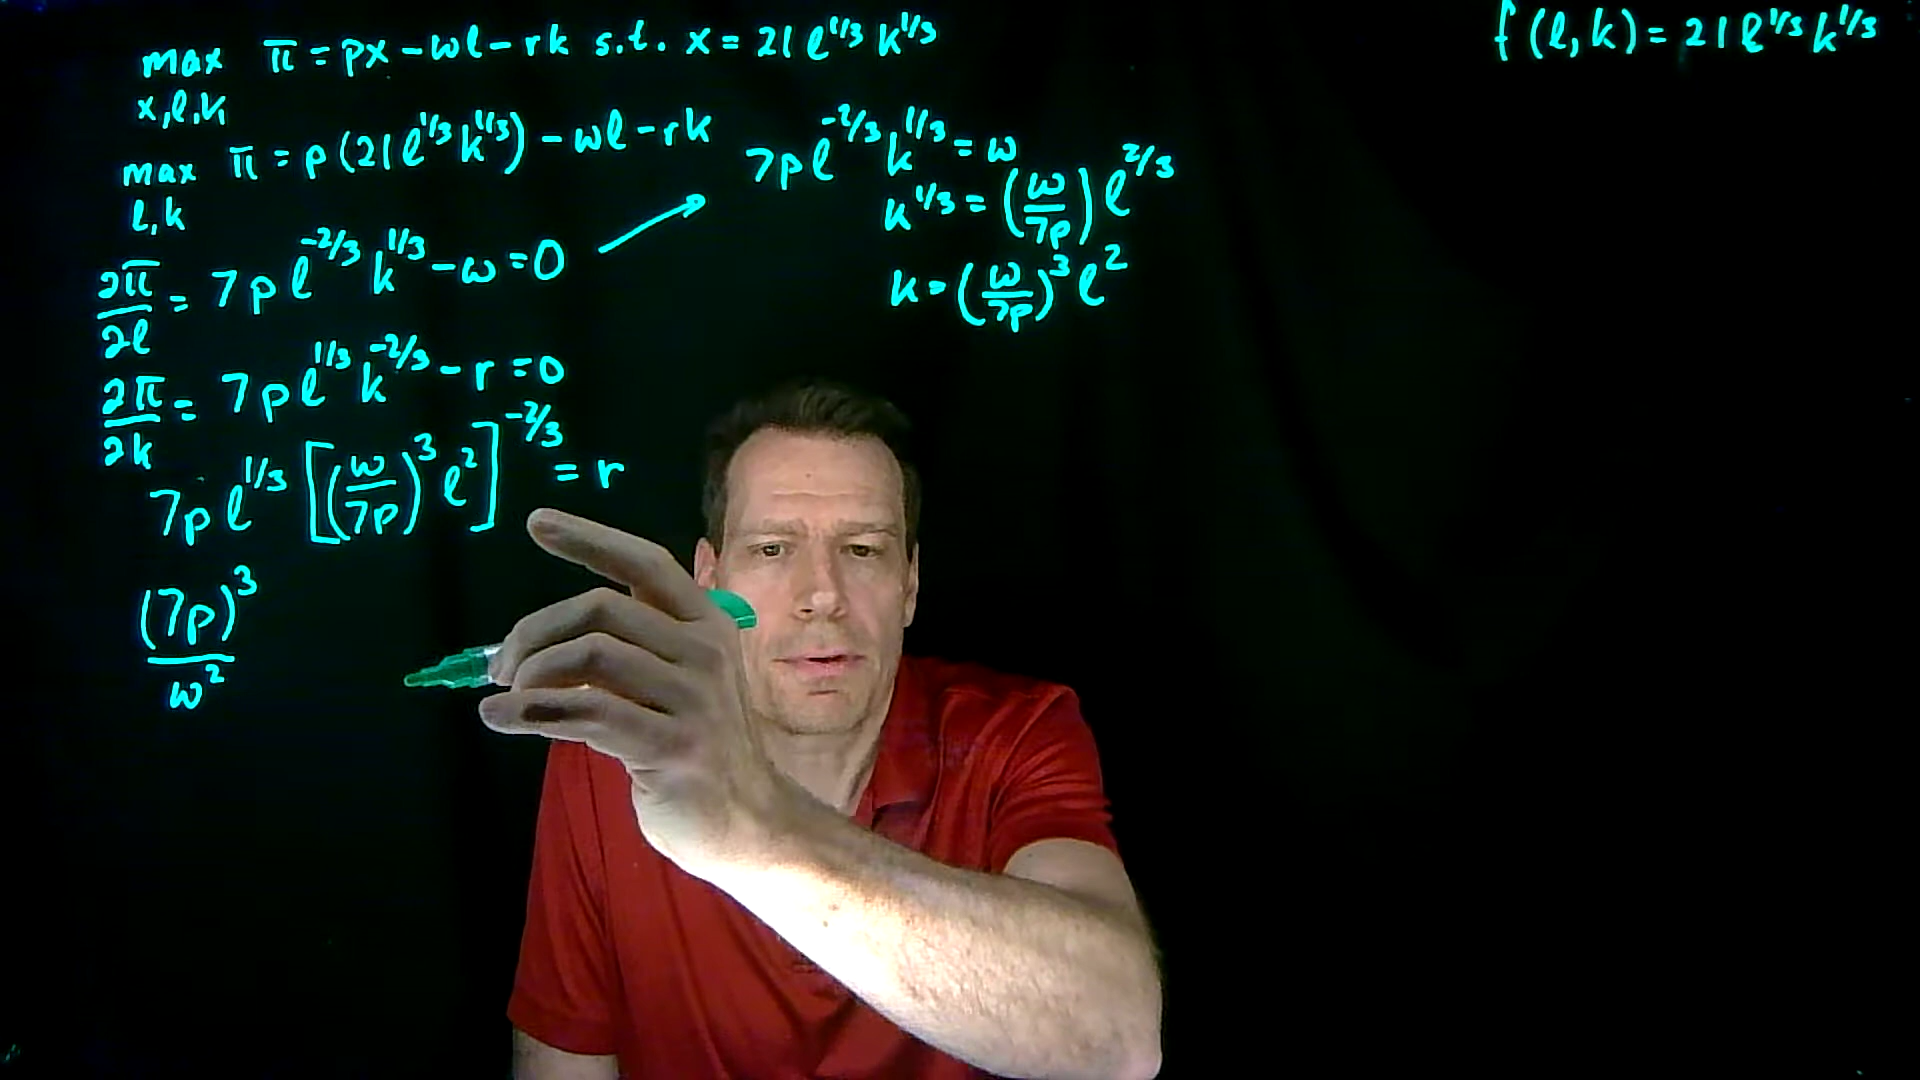 max π = px - wl - rk s.t. x = 21 l^{1/3} k^{1/3}
x,l,k
max π = p(21 l^{1/3} k^{1/3}) - wl - rk
l,k
∂π/∂l = 7p l^{-2/3} k^{1/3} - w = 0
∂π/∂k = 7p l^{1/3} k^{-2/3} - r = 0
7p l^{1/3} [(w/7p)^3 l^2]^{-2/3} = r
(7p)^3/w^2
7p l^{-2/3} k^{1/3} = w
k^{1/3} = (w/7p) l^{2/3}
k = (w/7p)^3 l^2
f(l,k) = 21 l^{1/3} k^{1/3}